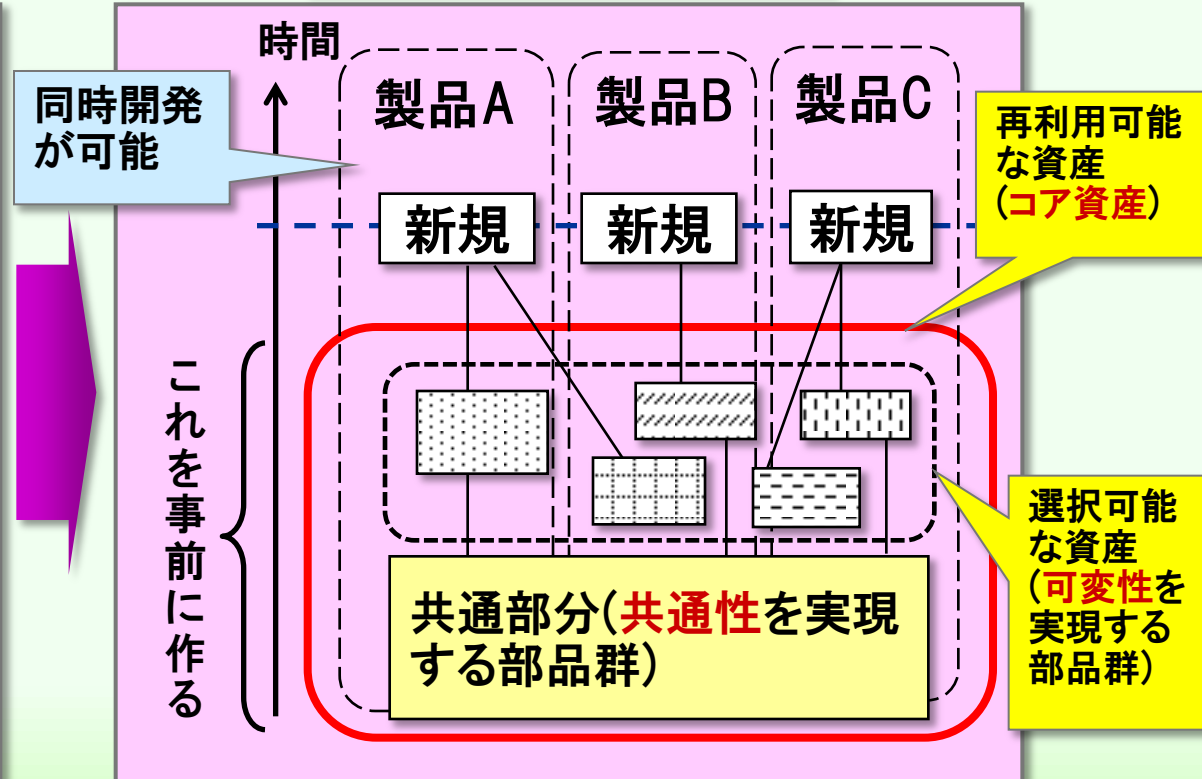 時間
同時開発
が可能
製品A
製品B
製品C
再利用可能
な資産
(コア資産)
新規
新規
新規
これを事前に作る
選択可能
な資産
(可変性を
実現する
部品群)
共通部分(共通性を実現
する部品群)